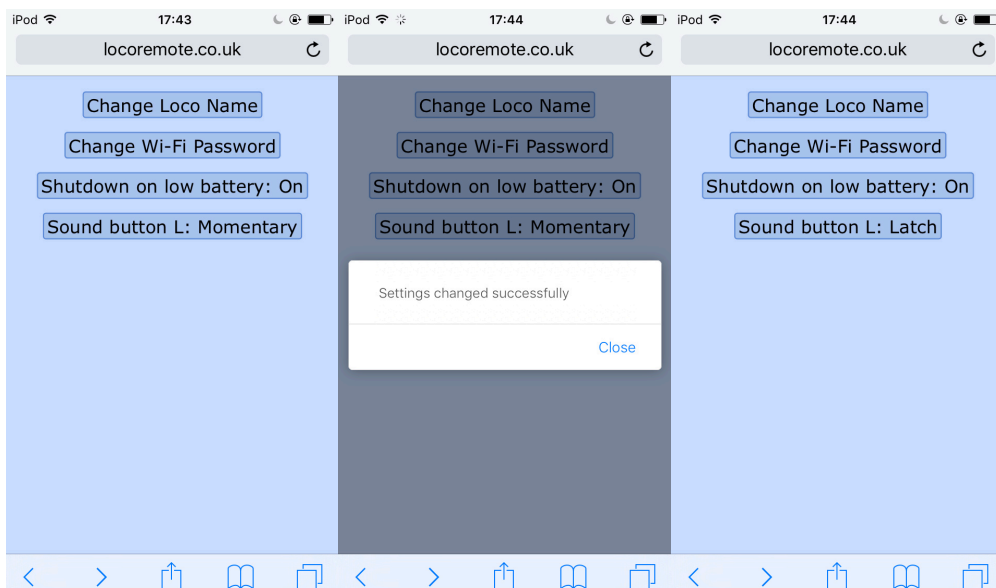 iPod 17:43
locoremote.co.uk
Change Loco Name
Change Wi-Fi Password
Shutdown on low battery: On
Sound button L: Momentary
iPod 17:44
locoremote.co.uk
Change Loco Name
Change Wi-Fi Password
Shutdown on low battery: On
Sound button L: Momentary
Settings changed successfully
Close
iPod 17:44
locoremote.co.uk
Change Loco Name
Change Wi-Fi Password
Shutdown on low battery: On
Sound button L: Latch